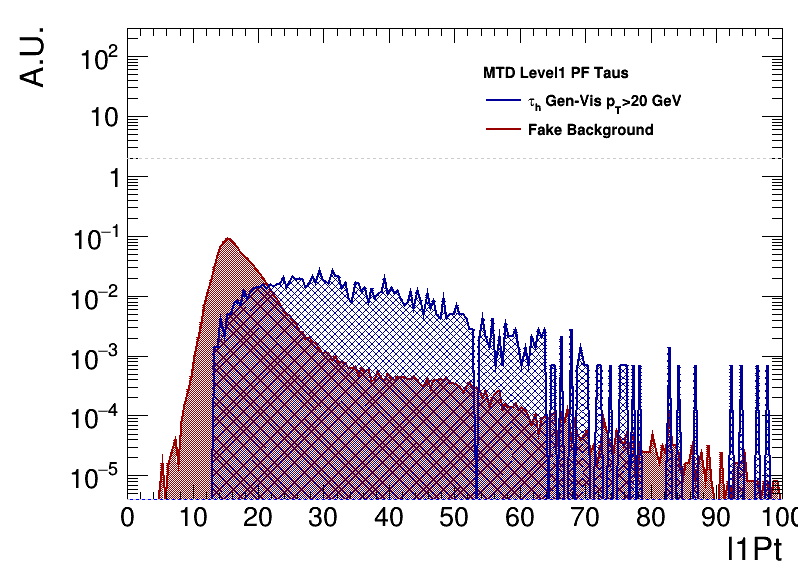 A.U.
MTD Level1 PF Taus
τh Gen-Vis pT>20 GeV
Fake Background
10²
10
1
10⁻¹
10⁻²
10⁻³
10⁻⁴
10⁻⁵
0 10 20 30 40 50 60 70 80 90 100
l1Pt